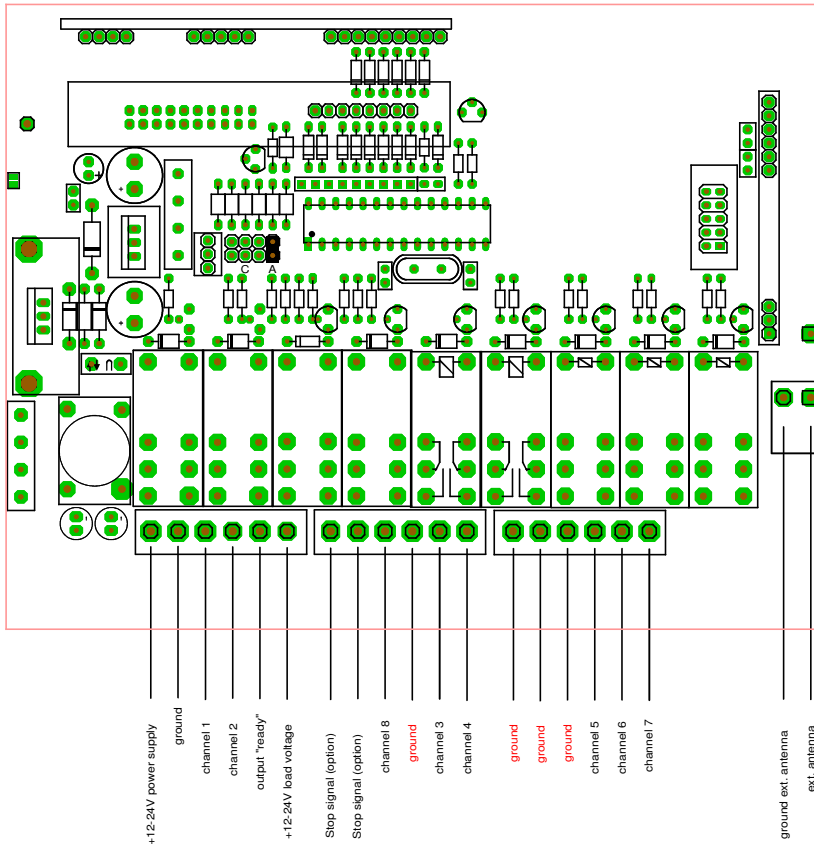 C
A
+
+
+
U
-
-
+12-24V power supply
ground
channel 1
channel 2
output "ready"
+12-24V load voltage
Stop signal (option)
Stop signal (option)
channel 8
ground
channel 3
channel 4
ground
ground
ground
channel 5
channel 6
channel 7
ground ext. antenna
ext. antenna